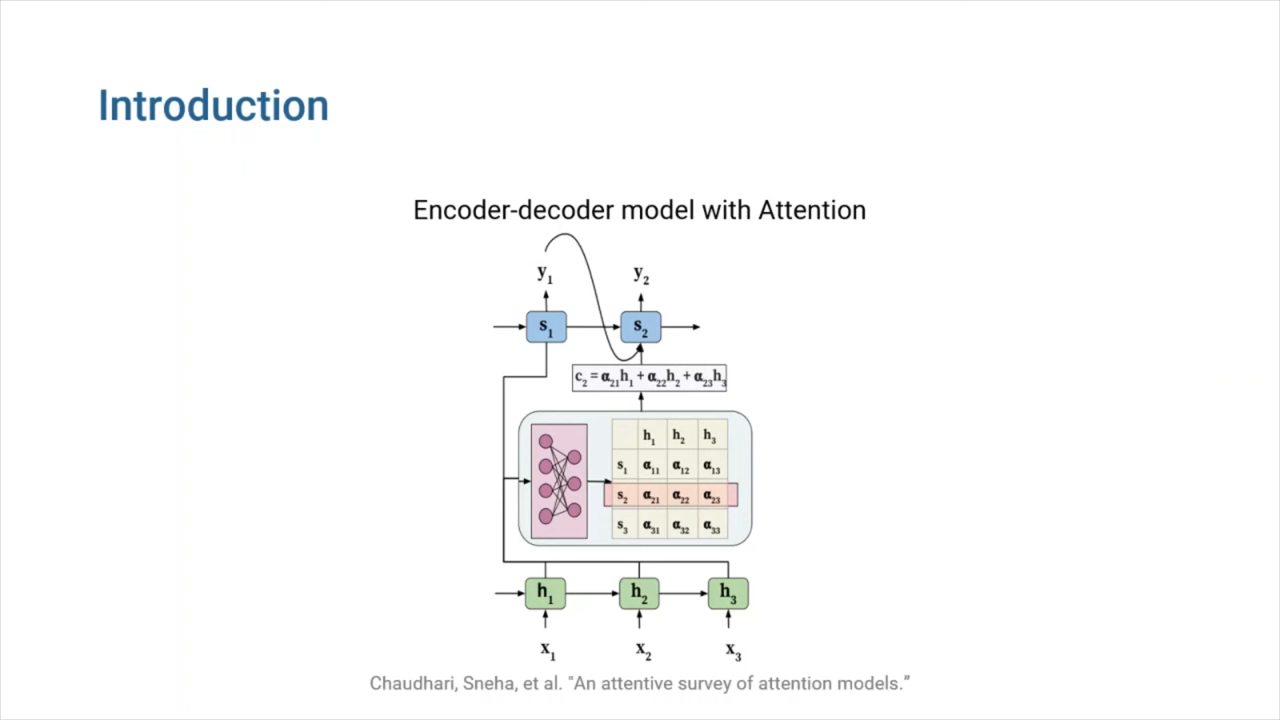 Introduction
Encoder-decoder model with Attention
y₁ y₂
s₁ s₂
c₂ = α₂₁h₁ + α₂₂h₂ + α₂₃h₃
h₁ h₂ h₃
s₁ α₁₁ α₁₂ α₁₃
s₂ α₂₁ α₂₂ α₂₃
s₃ α₃₁ α₃₂ α₃₃
h₁ h₂ h₃
x₁ x₂ x₃
Chaudhari, Sneha, et al. "An attentive survey of attention models.”